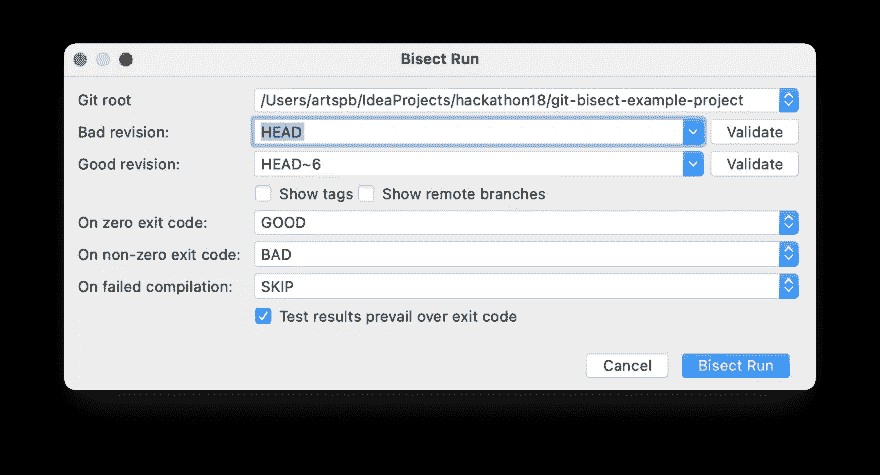 Bisect Run
Git root /Users/artspb/IdeaProjects/hackathon18/git-bisect-example-project
Bad revision: HEAD Validate
Good revision: HEAD~6 Validate
Show tags Show remote branches
On zero exit code: GOOD
On non-zero exit code: BAD
On failed compilation: SKIP
Test results prevail over exit code
Cancel Bisect Run